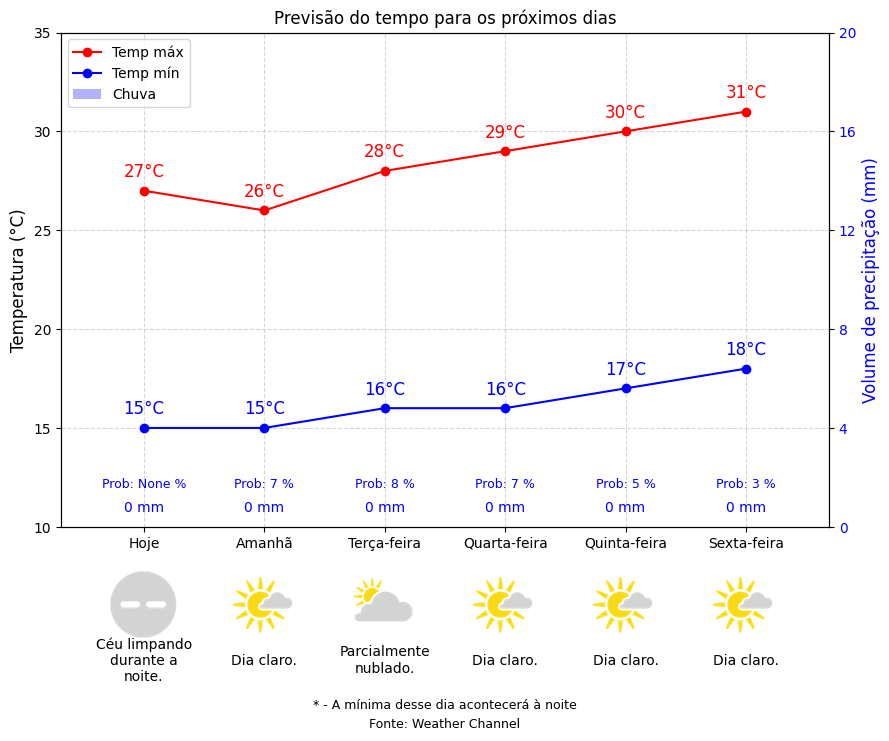 Previsão do tempo para os próximos dias
Temp máx
Temp mín
Chuva
Temperatura (°C)
35
30
25
20
15
10
Volume de precipitação (mm)
20
16
12
8
4
0
27°C
26°C
28°C
29°C
30°C
31°C
15°C
15°C
16°C
16°C
17°C
18°C
Prob: None %
Prob: 7 %
Prob: 8 %
Prob: 7 %
Prob: 5 %
Prob: 3 %
0 mm
0 mm
0 mm
0 mm
0 mm
0 mm
Hoje
Amanhã
Terça-feira
Quarta-feira
Quinta-feira
Sexta-feira
Céu limpando
durante a
noite.
Dia claro.
Parcialmente
nublado.
Dia claro.
Dia claro.
Dia claro.
* - A mínima desse dia acontecerá à noite
Fonte: Weather Channel